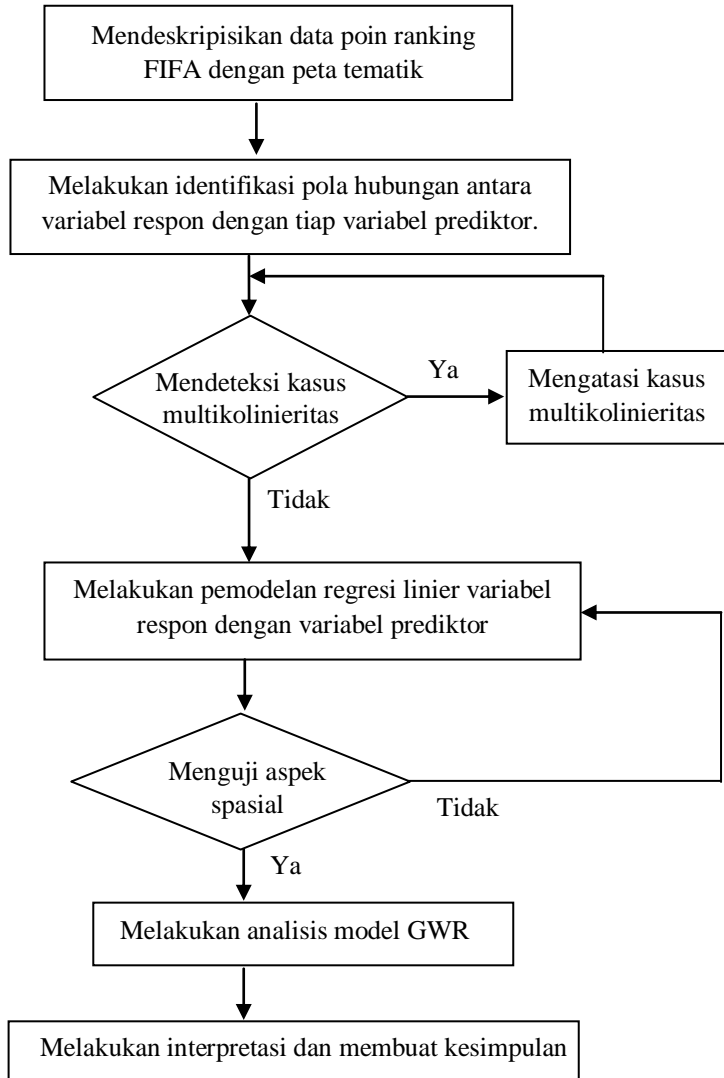 Mendeskripisikan data poin ranking
FIFA dengan peta tematik
Melakukan identifikasi pola hubungan antara
variabel respon dengan tiap variabel prediktor.
Mendeteksi kasus
multikolinieritas
Ya
Mengatasi kasus
multikolinieritas
Tidak
Melakukan pemodelan regresi linier variabel
respon dengan variabel prediktor
Menguji aspek
spasial
Tidak
Ya
Melakukan analisis model GWR
Melakukan interpretasi dan membuat kesimpulan